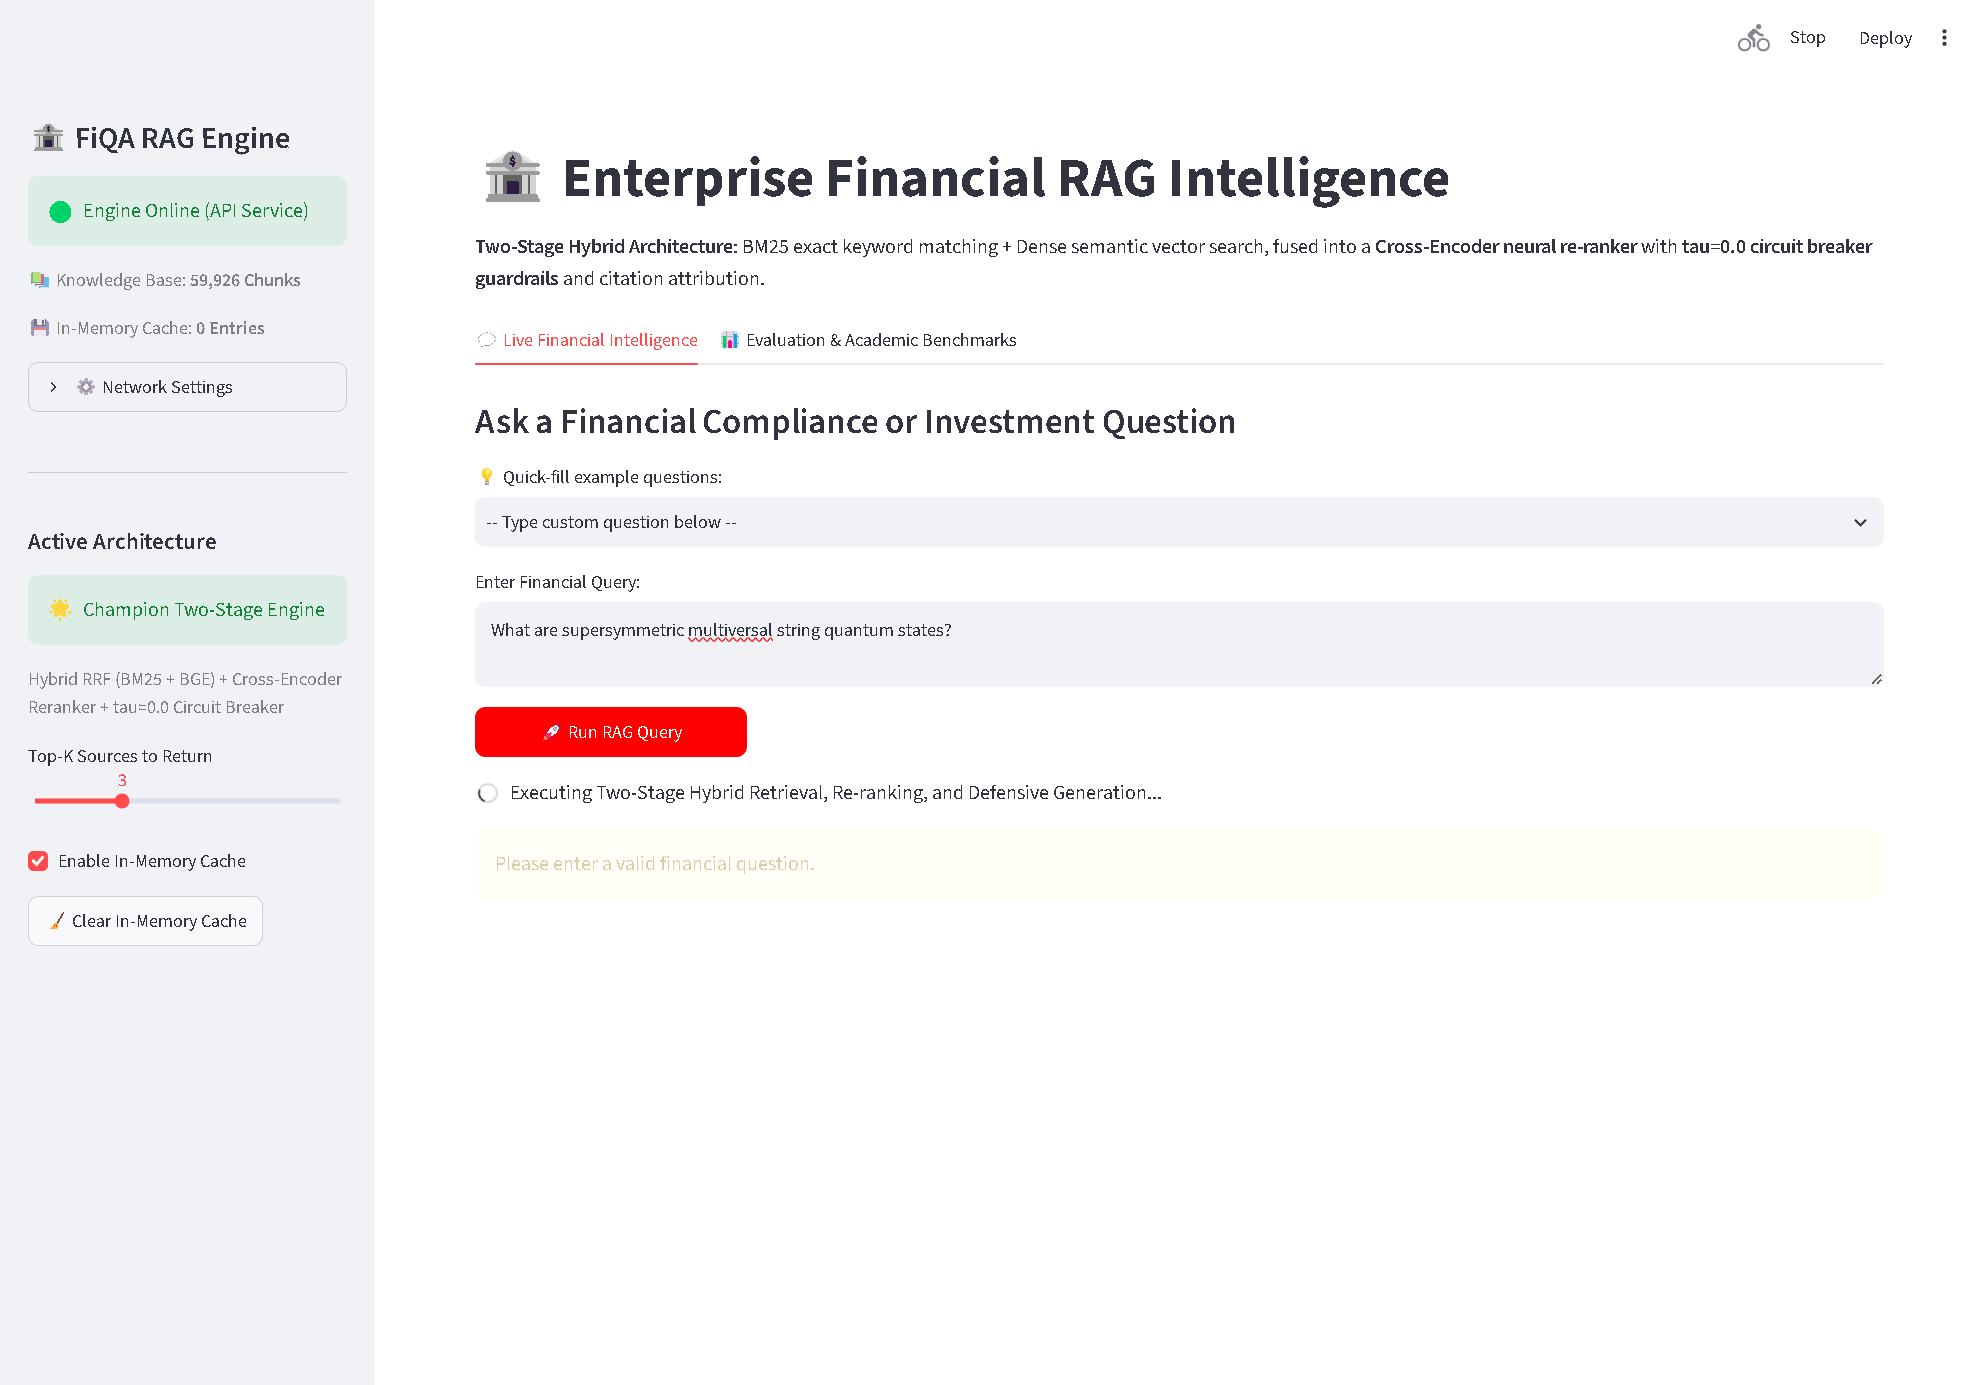 Stop
Deploy
FiQA RAG Engine
Engine Online (API Service)
Knowledge Base: 59,926 Chunks
In-Memory Cache: 0 Entries
Network Settings
Active Architecture
Champion Two-Stage Engine
Hybrid RRF (BM25 + BGE) + Cross-Encoder
Reranker + tau=0.0 Circuit Breaker
Top-K Sources to Return
3
Enable In-Memory Cache
Clear In-Memory Cache
Enterprise Financial RAG Intelligence
Two-Stage Hybrid Architecture: BM25 exact keyword matching + Dense semantic vector search, fused into a Cross-Encoder neural re-ranker with tau=0.0 circuit breaker
guardrails and citation attribution.
Live Financial Intelligence
Evaluation & Academic Benchmarks
Ask a Financial Compliance or Investment Question
Quick-fill example questions:
-- Type custom question below --
Enter Financial Query:
What are supersymmetric multiversal string quantum states?
Run RAG Query
Executing Two-Stage Hybrid Retrieval, Re-ranking, and Defensive Generation...
Please enter a valid financial question.